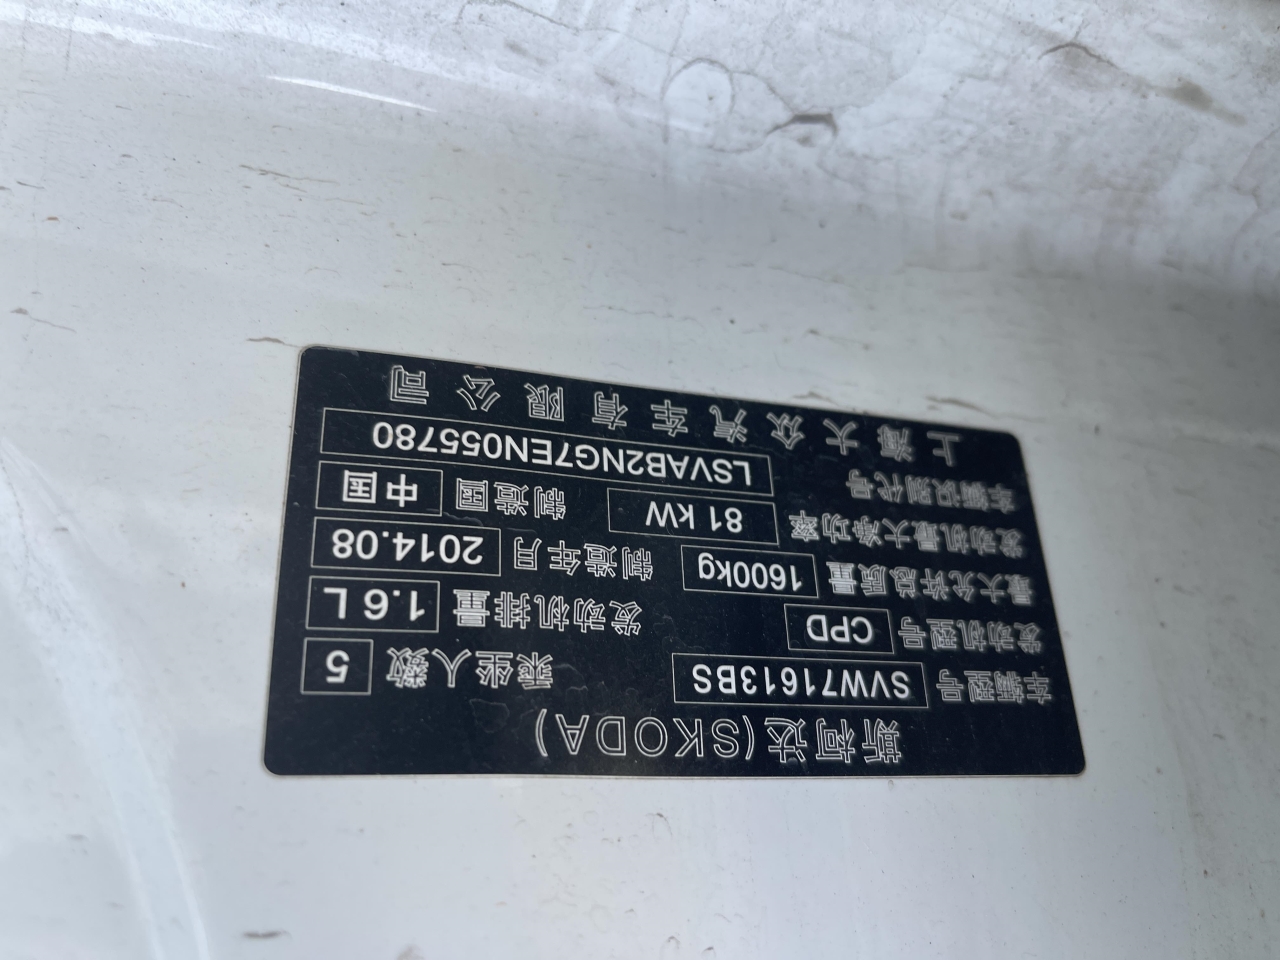 斯柯达(SKODA)
车辆型号 SVW71613BS 乘坐人数 5
发动机型号 CPD 发动机排量 1.6 L
最大允许总质量 1600kg 制造年月 2014.08
发动机最大净功率 81 kW 制造国 中国
车辆识别代号 LSVAB2NG7EN055780
上海大众汽车有限公司